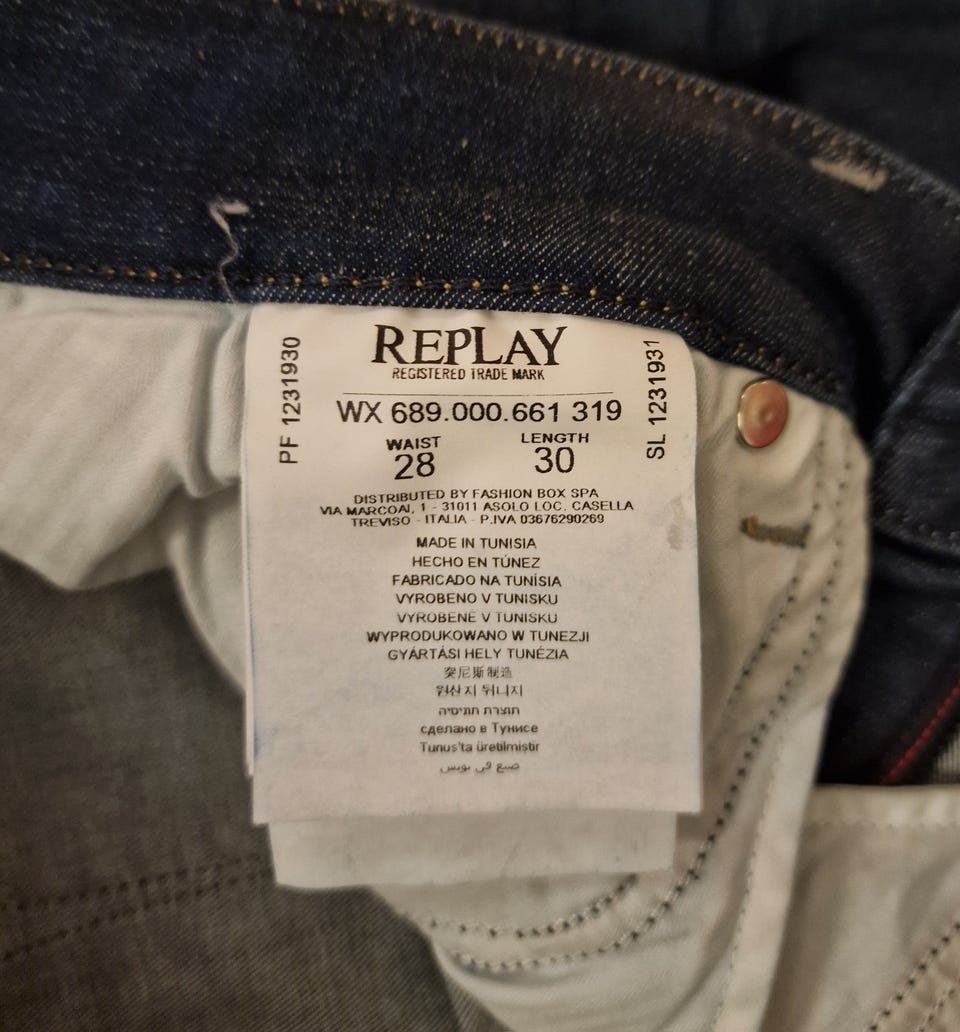 REPLAY
REGISTERED TRADE MARK
PF 1231930
SL 1231931
WX 689.000.661 319
WAIST LENGTH
28 30
DISTRIBUTED BY FASHION BOX SPA
VIA MARCOAI, 1 - 31011 ASOLO LOC. CASELLA
TREVISO - ITALIA - P.IVA 03676290269
MADE IN TUNISIA
HECHO EN TÚNEZ
FABRICADO NA TUNÍSIA
VYROBENO V TUNISKU
VYROBENÉ V TUNISKU
WYPRODUKOWANO W TUNEZJI
GYÁRTÁSI HELY TUNÉZIA
突尼斯制造
원산지 튀니지
תוצרת תוניסיה
сделано в Тунисе
Tunus'ta üretilmiştir
صنع في تونس